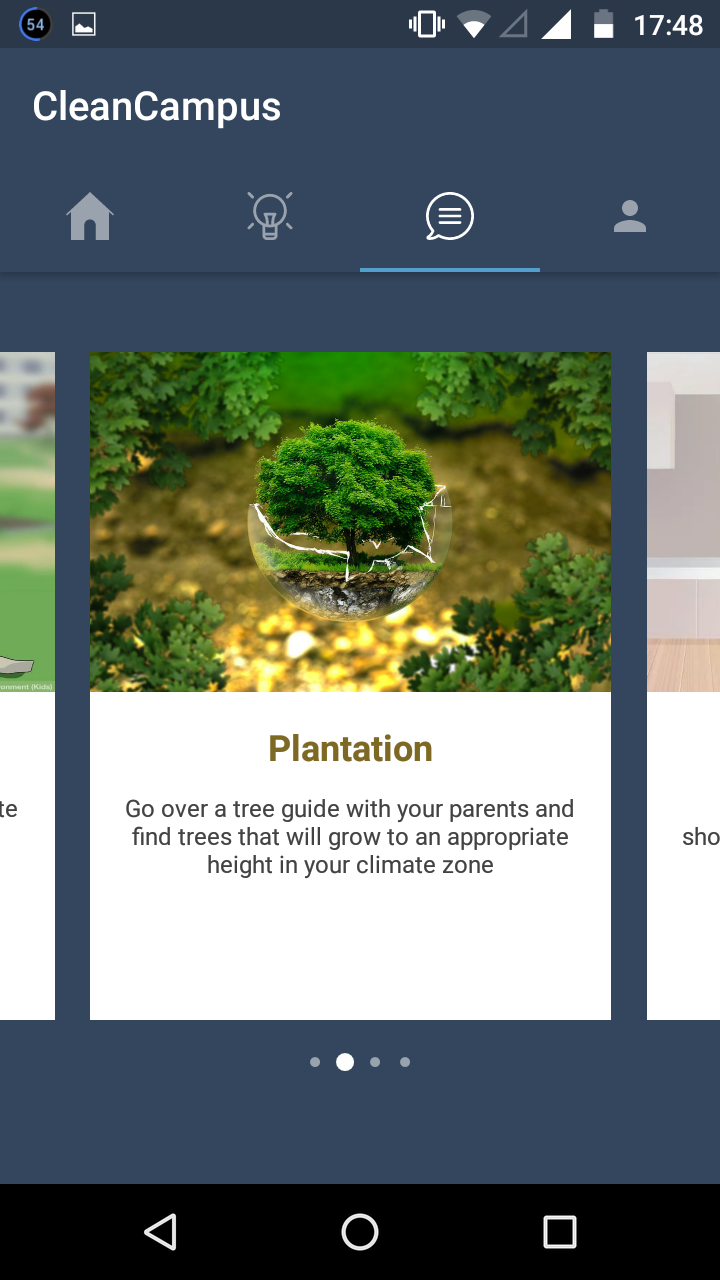 54
17:48
CleanCampus
onment (Kids)
Plantation
te
Go over a tree guide with your parents and
find trees that will grow to an appropriate
sho
height in your climate zone